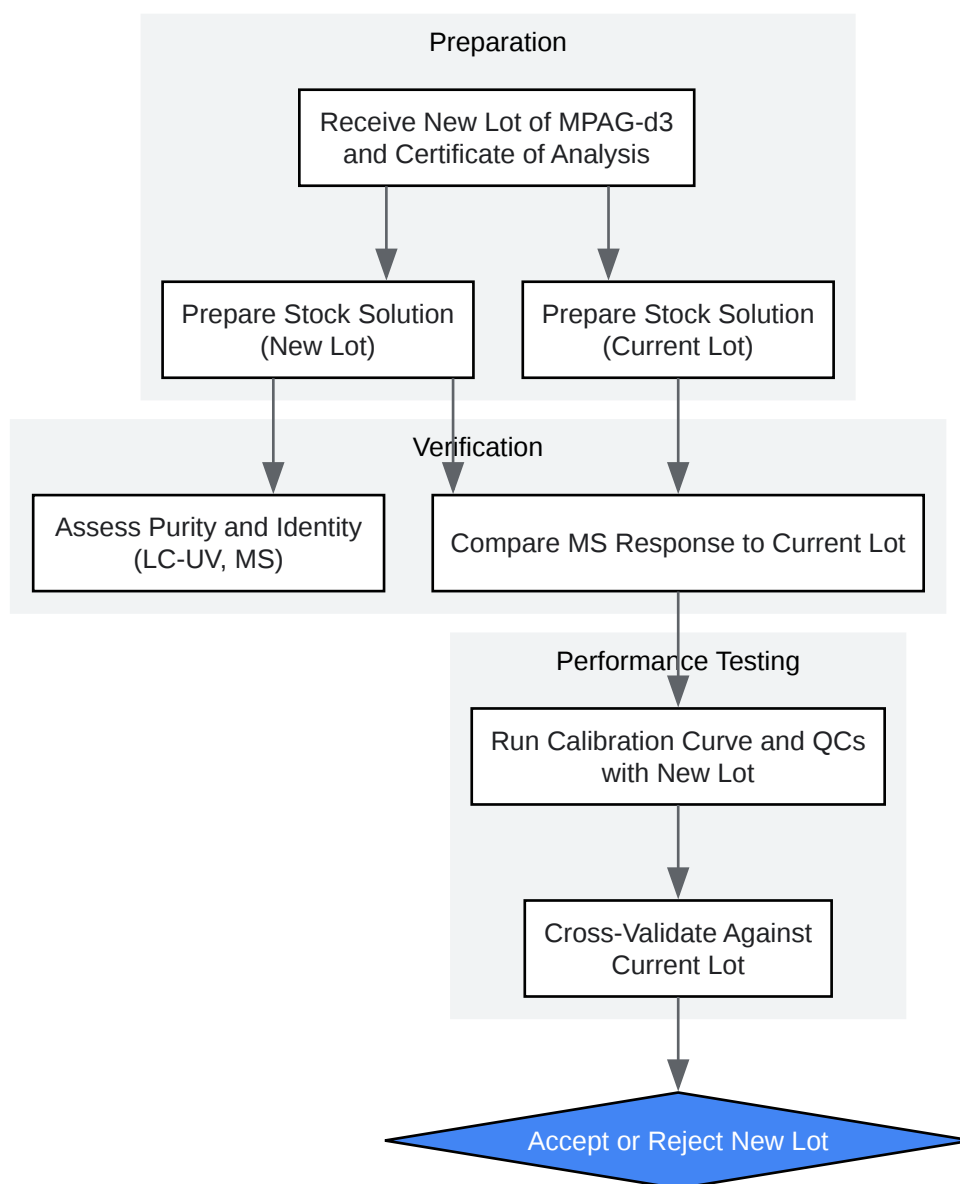 Preparation
Receive New Lot of MPAG-d3
and Certificate of Analysis
Prepare Stock Solution
(New Lot)
Prepare Stock Solution
(Current Lot)
Verification
Assess Purity and Identity
(LC-UV, MS)
Compare MS Response to Current Lot
Performance Testing
Run Calibration Curve and QCs
with New Lot
Cross-Validate Against
Current Lot
Accept or Reject New Lot